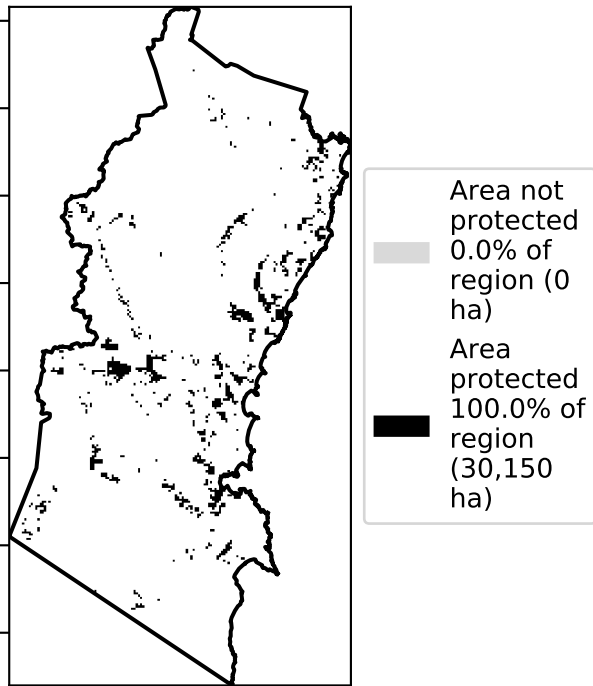 Area not
protected
0.0% of
region (0
ha)
Area
protected
100.0% of
region
(30,150
ha)